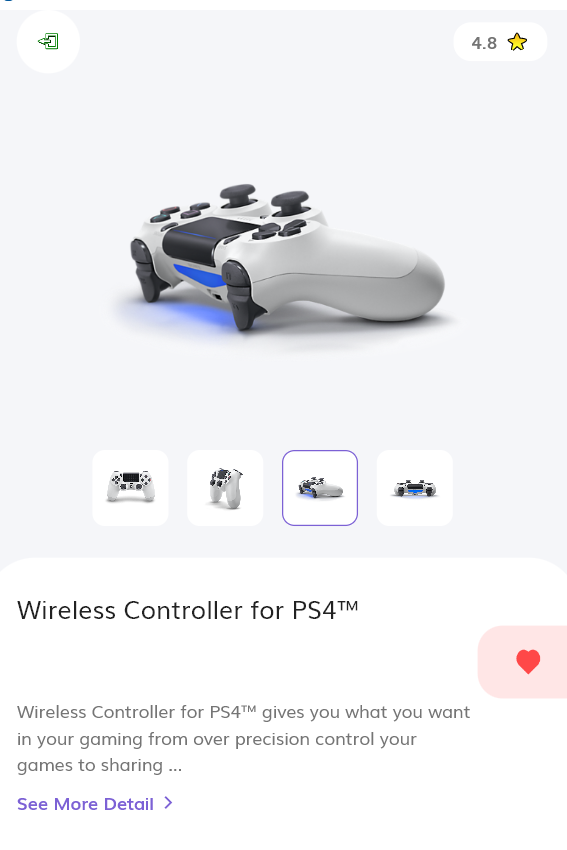 4.8
Wireless Controller for PS4™
Wireless Controller for PS4™ gives you what you want
in your gaming from over precision control your
games to sharing ...
See More Detail